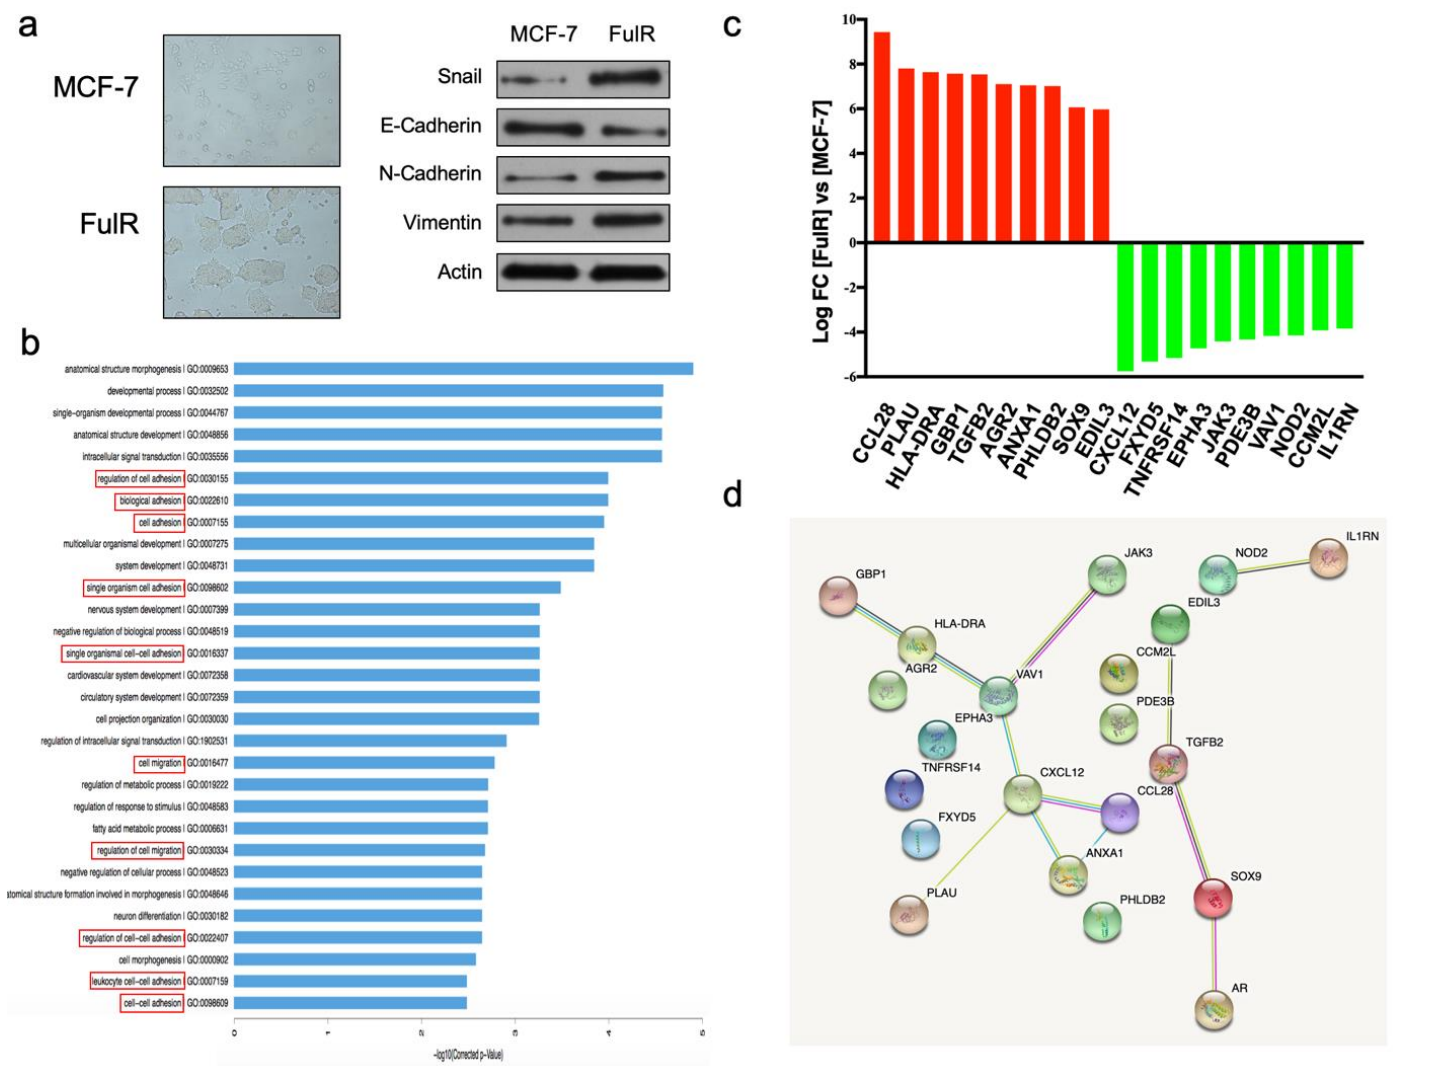 a
MCF-7
FulR
MCF-7 FulR
Snail
E-Cadherin
N-Cadherin
Vimentin
Actin
b
anatomical structure morphogenesis | GO:0009653
developmental process | GO:0032502
single-organism developmental process | GO:0044767
anatomical structure development | GO:0048856
intracellular signal transduction | GO:0035556
regulation of cell adhesion | GO:0030155
biological adhesion | GO:0022610
cell adhesion | GO:0007155
multicellular organismal development | GO:0007275
system development | GO:0048731
single organism cell adhesion | GO:0098602
nervous system development | GO:0007399
negative regulation of biological process | GO:0048519
single organismal cell-cell adhesion | GO:0016337
cardiovascular system development | GO:0072358
circulatory system development | GO:0072359
cell projection organization | GO:0030030
regulation of intracellular signal transduction | GO:1902531
cell migration | GO:0016477
regulation of metabolic process | GO:0019222
regulation of response to stimulus | GO:0048583
fatty acid metabolic process | GO:0006631
regulation of cell migration | GO:0030334
negative regulation of cellular process | GO:0048523
atomical structure formation involved in morphogenesis | GO:0048646
neuron differentiation | GO:0030182
regulation of cell-cell adhesion | GO:0022407
cell morphogenesis | GO:0000902
leukocyte cell-cell adhesion | GO:0007159
cell-cell adhesion | GO:0098609
0 1 2 3 4 5
-log10(Corrected p-Value)
c
Log FC [FulR] vs [MCF-7]
10
8
6
4
2
0
-2
-4
-6
CCL28
PLAU
HLA-DRA
GBP1
TGFB2
AGR2
ANXA1
PHLDB2
SOX9
EDIL3
CXCL12
FXYD5
TNFRSF14
EPHA3
JAK3
PDE3B
VAV1
NOD2
CCM2L
IL1RN
d
IL1RN
JAK3
NOD2
GBP1
EDIL3
HLA-DRA
CCM2L
AGR2
VAV1
PDE3B
EPHA3
TGFB2
TNFRSF14
CXCL12
CCL28
FXYD5
ANXA1
SOX9
PLAU
PHLDB2
AR